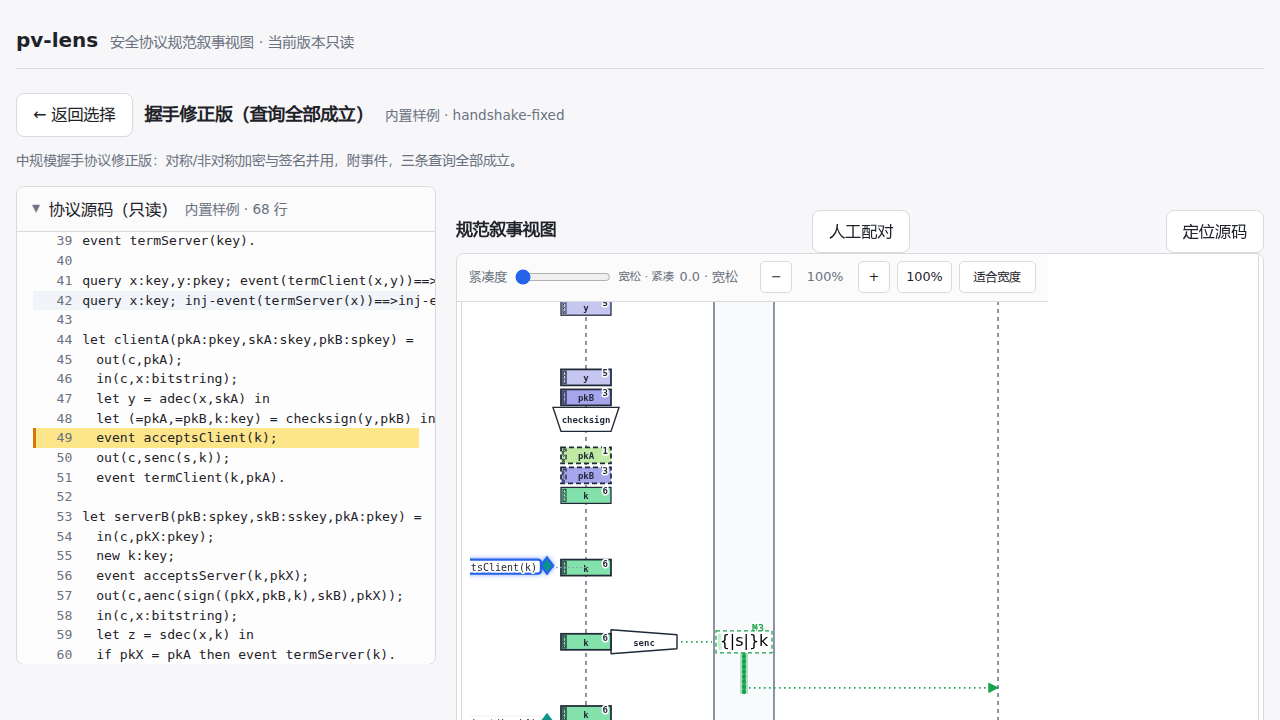 pv-lens 安全协议规范叙事视图 · 当前版本只读
← 返回选择 握手修正版（查询全部成立） 内置样例 · handshake-fixed
中规模握手协议修正版：对称/非对称加密与签名并用，附事件，三条查询全部成立。
▼ 协议源码（只读） 内置样例 · 68 行
39 event termServer(key).
40
41 query x:key,y:pkey; event(termClient(x,y))==>
42 query x:key; inj-event(termServer(x))==>inj-e
43
44 let clientA(pkA:pkey,skA:skey,pkB:spkey) =
45 out(c,pkA);
46 in(c,x:bitstring);
47 let y = adec(x,skA) in
48 let (=pkA,=pkB,k:key) = checksign(y,pkB) in
49 event acceptsClient(k);
50 out(c,senc(s,k));
51 event termClient(k,pkA).
52
53 let serverB(pkB:spkey,skB:sskey,pkA:pkey) =
54 in(c,pkX:pkey);
55 new k:key;
56 event acceptsServer(k,pkX);
57 out(c,aenc(sign((pkX,pkB,k),skB),pkX));
58 in(c,x:bitstring);
59 let z = sdec(x,k) in
60 if pkX = pkA then event termServer(k).
规范叙事视图 人工配对 定位源码
紧凑度 宽松 · 紧凑 0.0 · 宽松 − 100% + 100% 适合宽度
y 5
y 5
pkB 3
checksign
pkA 1
pkB 3
k 6
tsClient(k) k 6
M3
k 6 senc {|s|}k
k 6